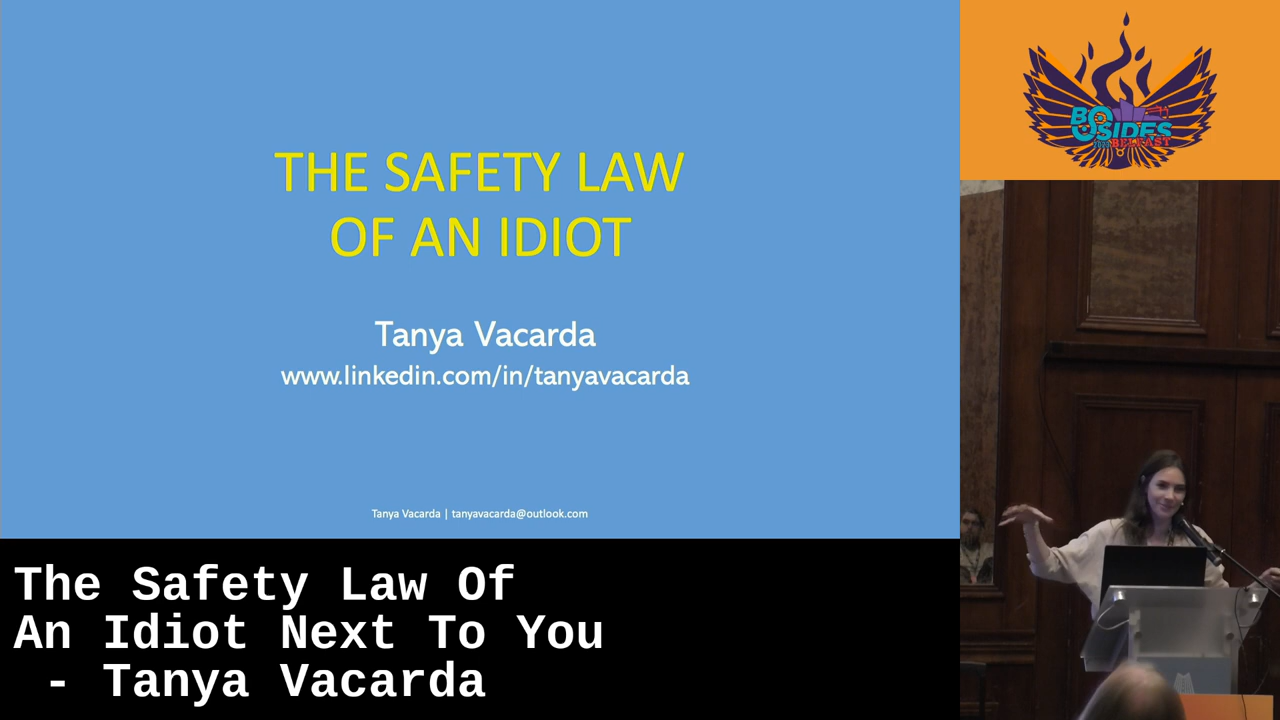 THE SAFETY LAW
OF AN IDIOT
Tanya Vacarda
www.linkedin.com/in/tanyavacarda
Tanya Vacarda | tanyavacarda@outlook.com
BSIDES
BELFAST
The Safety Law Of
An Idiot Next To You
- Tanya Vacarda